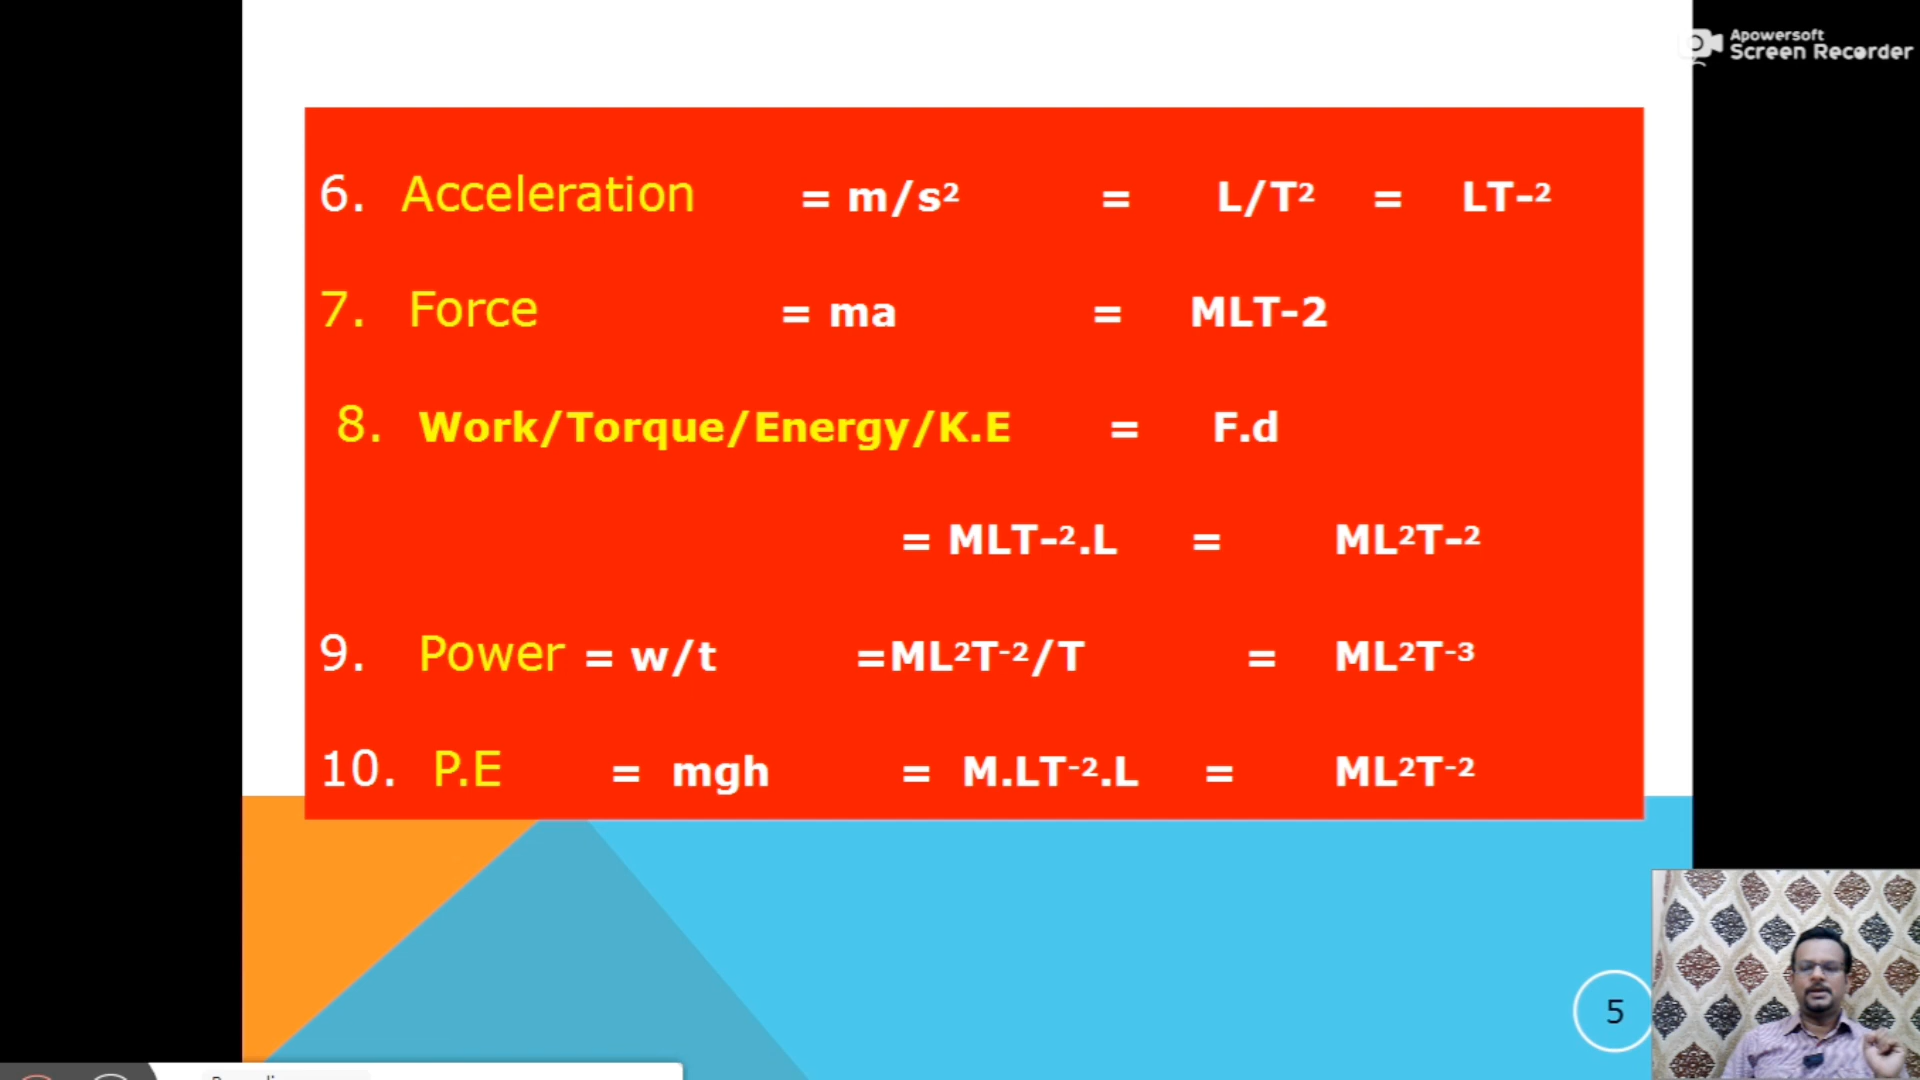 Apowersoft
Screen Recorder
6. Acceleration = m/s² = L/T² = LT-²
7. Force = ma = MLT-2
8. Work/Torque/Energy/K.E = F.d
= MLT-².L = ML²T-²
9. Power = w/t =ML²T⁻²/T = ML²T⁻³
10. P.E = mgh = M.LT⁻².L = ML²T⁻²
5